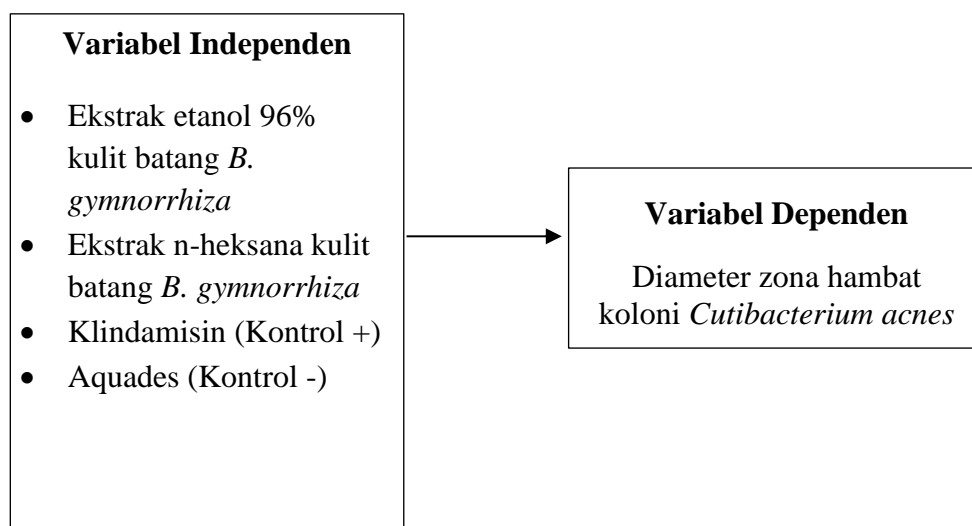 Variabel Independen
• Ekstrak etanol 96%
kulit batang B.
gymnorrhiza
• Ekstrak n-heksana kulit
batang B. gymnorrhiza
• Klindamisin (Kontrol +)
• Aquades (Kontrol -)
Variabel Dependen
Diameter zona hambat
koloni Cutibacterium acnes